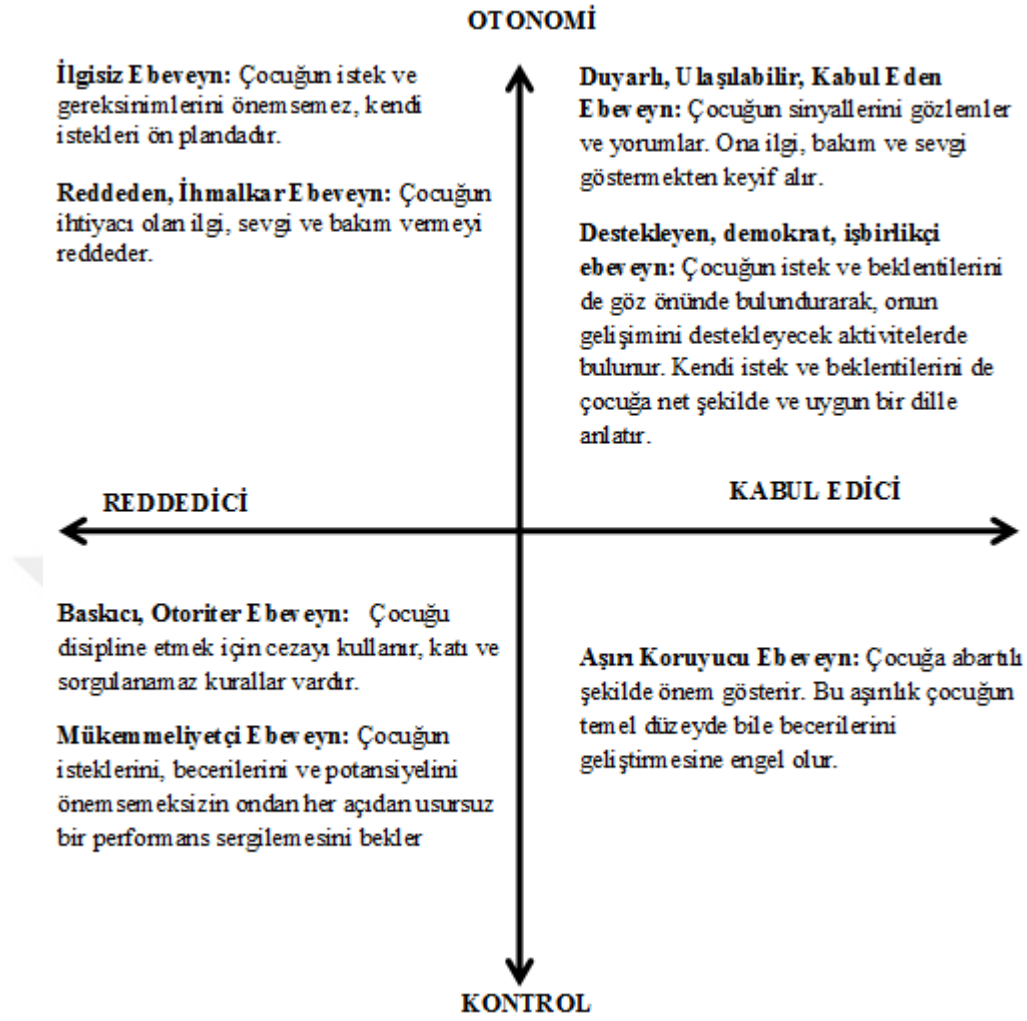 OTONOMİ
İlgisiz Ebeveyn: Çocuğun istek ve
gereksinimlerini önemsemez, kendi
istekleri ön plandadır.
Reddeden, İhmalkar Ebeveyn: Çocuğun
ihtiyacı olan ilgi, sevgi ve bakım vermeyi
reddeder.
Duyarlı, Ulaşılabilir, Kabul Eden
Ebeveyn: Çocuğun sinyallerini gözlemler
ve yorumlar. Ona ilgi, bakım ve sevgi
göstermekten keyif alır.
Destekleyen, demokrat, işbirlikçi
ebeveyn: Çocuğun istek ve beklentilerini
de göz önünde bulundurarak, onun
gelişimini destekleyecek aktivitelerde
bulunur. Kendi istek ve beklentilerini de
çocuğa net şekilde ve uygun bir dille
anlatır.
REDDEDİCİ
KABUL EDİCİ
Baskıcı, Otoriter Ebeveyn: Çocuğu
disipline etmek için cezayı kullanır, katı ve
sorgulanamaz kurallar vardır.
Mükemmeliyetçi Ebeveyn: Çocuğun
isteklerini, becerilerini ve potansiyelini
önemsemeksizin ondan her açıdan usursuz
bir performans sergilemesini bekler
Aşırı Koruyucu Ebeveyn: Çocuğa abartılı
şekilde önem gösterir. Bu aşırılık çocuğun
temel düzeyde bile becerilerini
geliştirmesine engel olur.
KONTROL